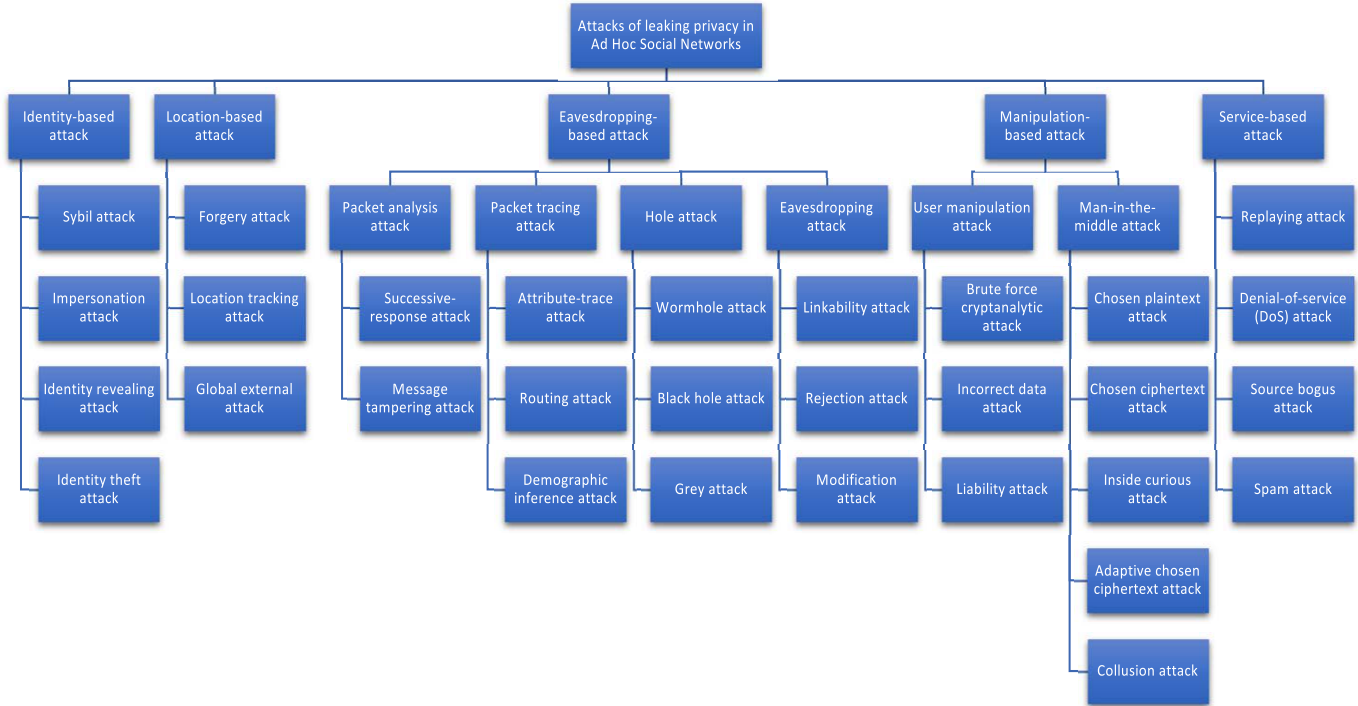 Attacks of leaking privacy in
Ad Hoc Social Networks
Identity-based
attack
Location-based
attack
Eavesdropping-
based attack
Manipulation-
based attack
Service-based
attack
Sybil attack
Impersonation
attack
Identity revealing
attack
Identity theft
attack
Forgery attack
Location tracking
attack
Global external
attack
Packet analysis
attack
Successive-
response attack
Message
tampering attack
Packet tracing
attack
Attribute-trace
attack
Routing attack
Demographic
inference attack
Hole attack
Wormhole attack
Black hole attack
Grey attack
Eavesdropping
attack
Linkability attack
Rejection attack
Modification
attack
User manipulation
attack
Brute force
cryptanalytic
attack
Incorrect data
attack
Liability attack
Man-in-the-
middle attack
Chosen plaintext
attack
Chosen ciphertext
attack
Inside curious
attack
Adaptive chosen
ciphertext attack
Collusion attack
Replaying attack
Denial-of-service
(DoS) attack
Source bogus
attack
Spam attack